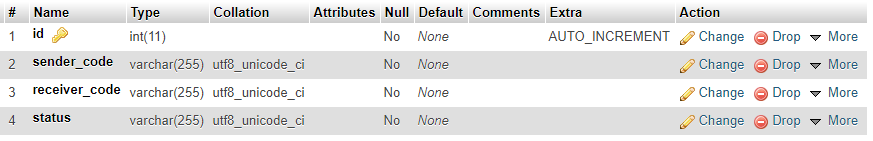 # Name Type Collation Attributes Null Default Comments Extra Action
1 id int(11) No None AUTO_INCREMENT Change Drop More
2 sender_code varchar(255) utf8_unicode_ci No None Change Drop More
3 receiver_code varchar(255) utf8_unicode_ci No None Change Drop More
4 status varchar(255) utf8_unicode_ci No None Change Drop More